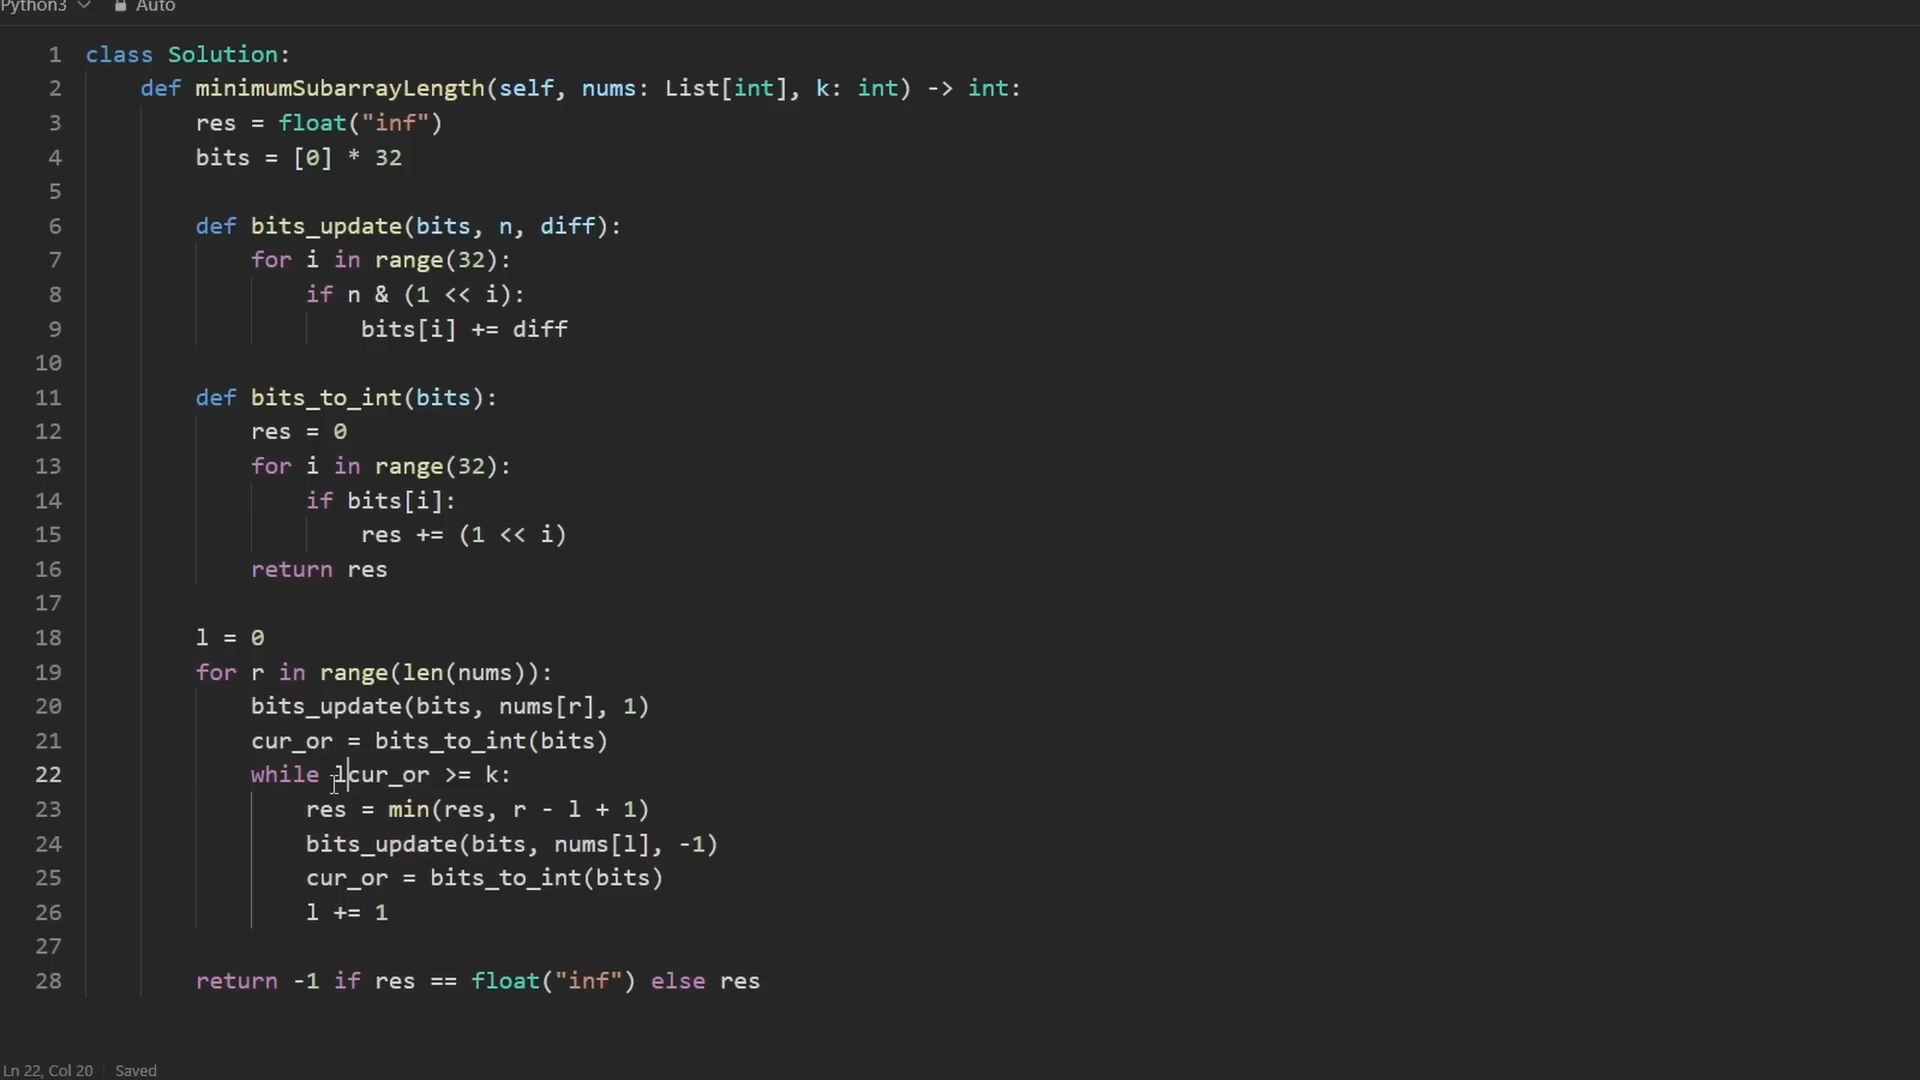 Python3 Auto
1 class Solution:
2 def minimumSubarrayLength(self, nums: List[int], k: int) -> int:
3 res = float("inf")
4 bits = [0] * 32
5
6 def bits_update(bits, n, diff):
7 for i in range(32):
8 if n & (1 << i):
9 bits[i] += diff
10
11 def bits_to_int(bits):
12 res = 0
13 for i in range(32):
14 if bits[i]:
15 res += (1 << i)
16 return res
17
18 l = 0
19 for r in range(len(nums)):
20 bits_update(bits, nums[r], 1)
21 cur_or = bits_to_int(bits)
22 while lcur_or >= k:
23 res = min(res, r - l + 1)
24 bits_update(bits, nums[l], -1)
25 cur_or = bits_to_int(bits)
26 l += 1
27
28 return -1 if res == float("inf") else res
Ln 22, Col 20 Saved